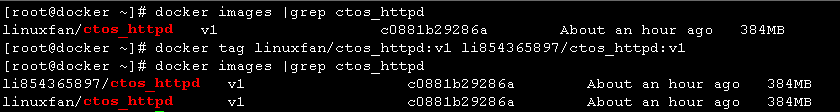 [root@docker ~]# docker images |grep ctos_httpd
linuxfan/ctos_httpd v1 c0881b29286a About an hour ago 384MB
[root@docker ~]# docker tag linuxfan/ctos_httpd:v1 li854365897/ctos_httpd:v1
[root@docker ~]# docker images |grep ctos_httpd
li854365897/ctos_httpd v1 c0881b29286a About an hour ago 384MB
linuxfan/ctos_httpd v1 c0881b29286a About an hour ago 384MB